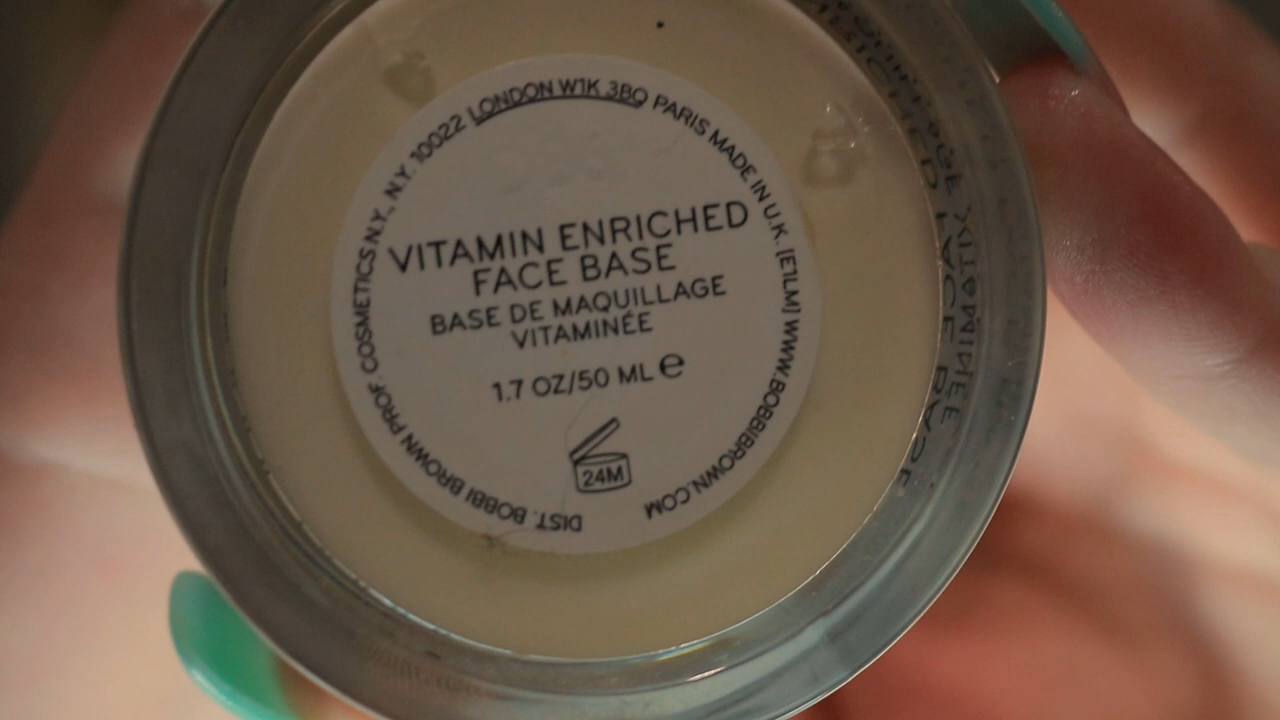 DIST. BOBBI BROWN PROF. COSMETICS N.Y., N.Y. 10022 LONDON W1K 3BQ PARIS MADE IN U.K. [E1LM] WWW.BOBBIBROWN.COM
VITAMIN ENRICHED
FACE BASE
BASE DE MAQUILLAGE
VITAMINÉE
1.7 OZ/50 ML ℮
24M